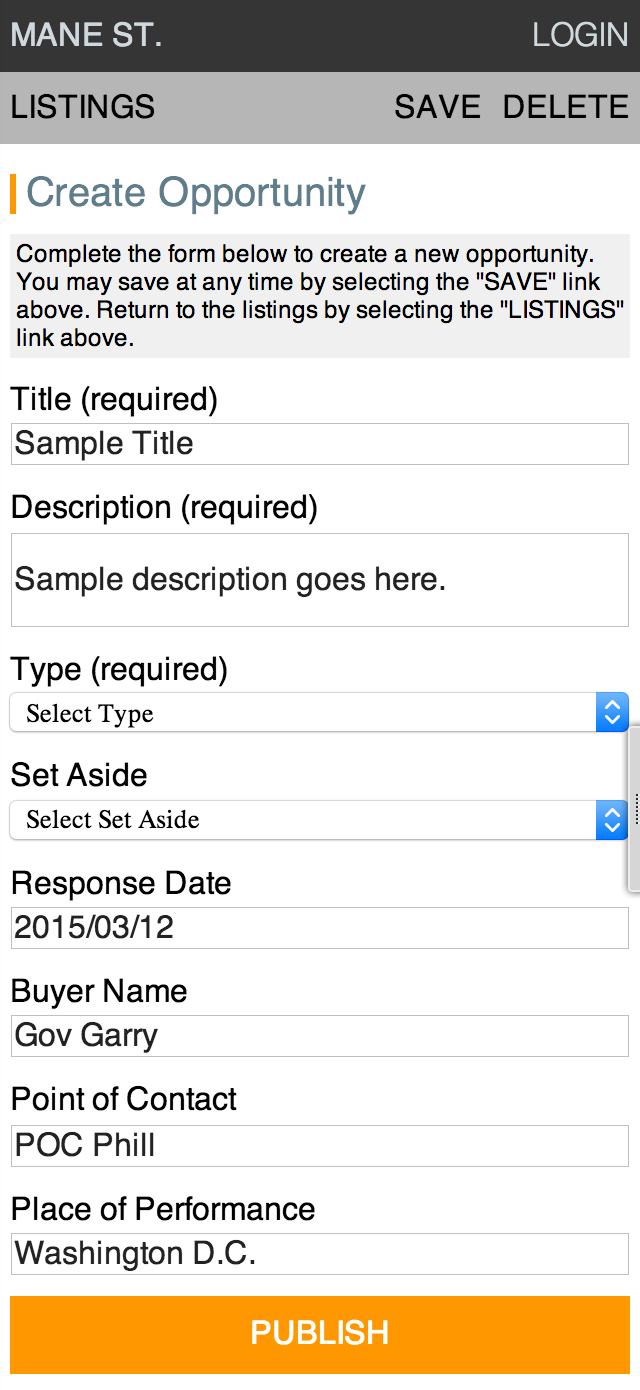 MANE ST. LOGIN
LISTINGS SAVE DELETE
Create Opportunity
Complete the form below to create a new opportunity.
You may save at any time by selecting the "SAVE" link
above. Return to the listings by selecting the "LISTINGS"
link above.
Title (required)
Sample Title
Description (required)
Sample description goes here.
Type (required)
Select Type
Set Aside
Select Set Aside
Response Date
2015/03/12
Buyer Name
Gov Garry
Point of Contact
POC Phill
Place of Performance
Washington D.C.
PUBLISH